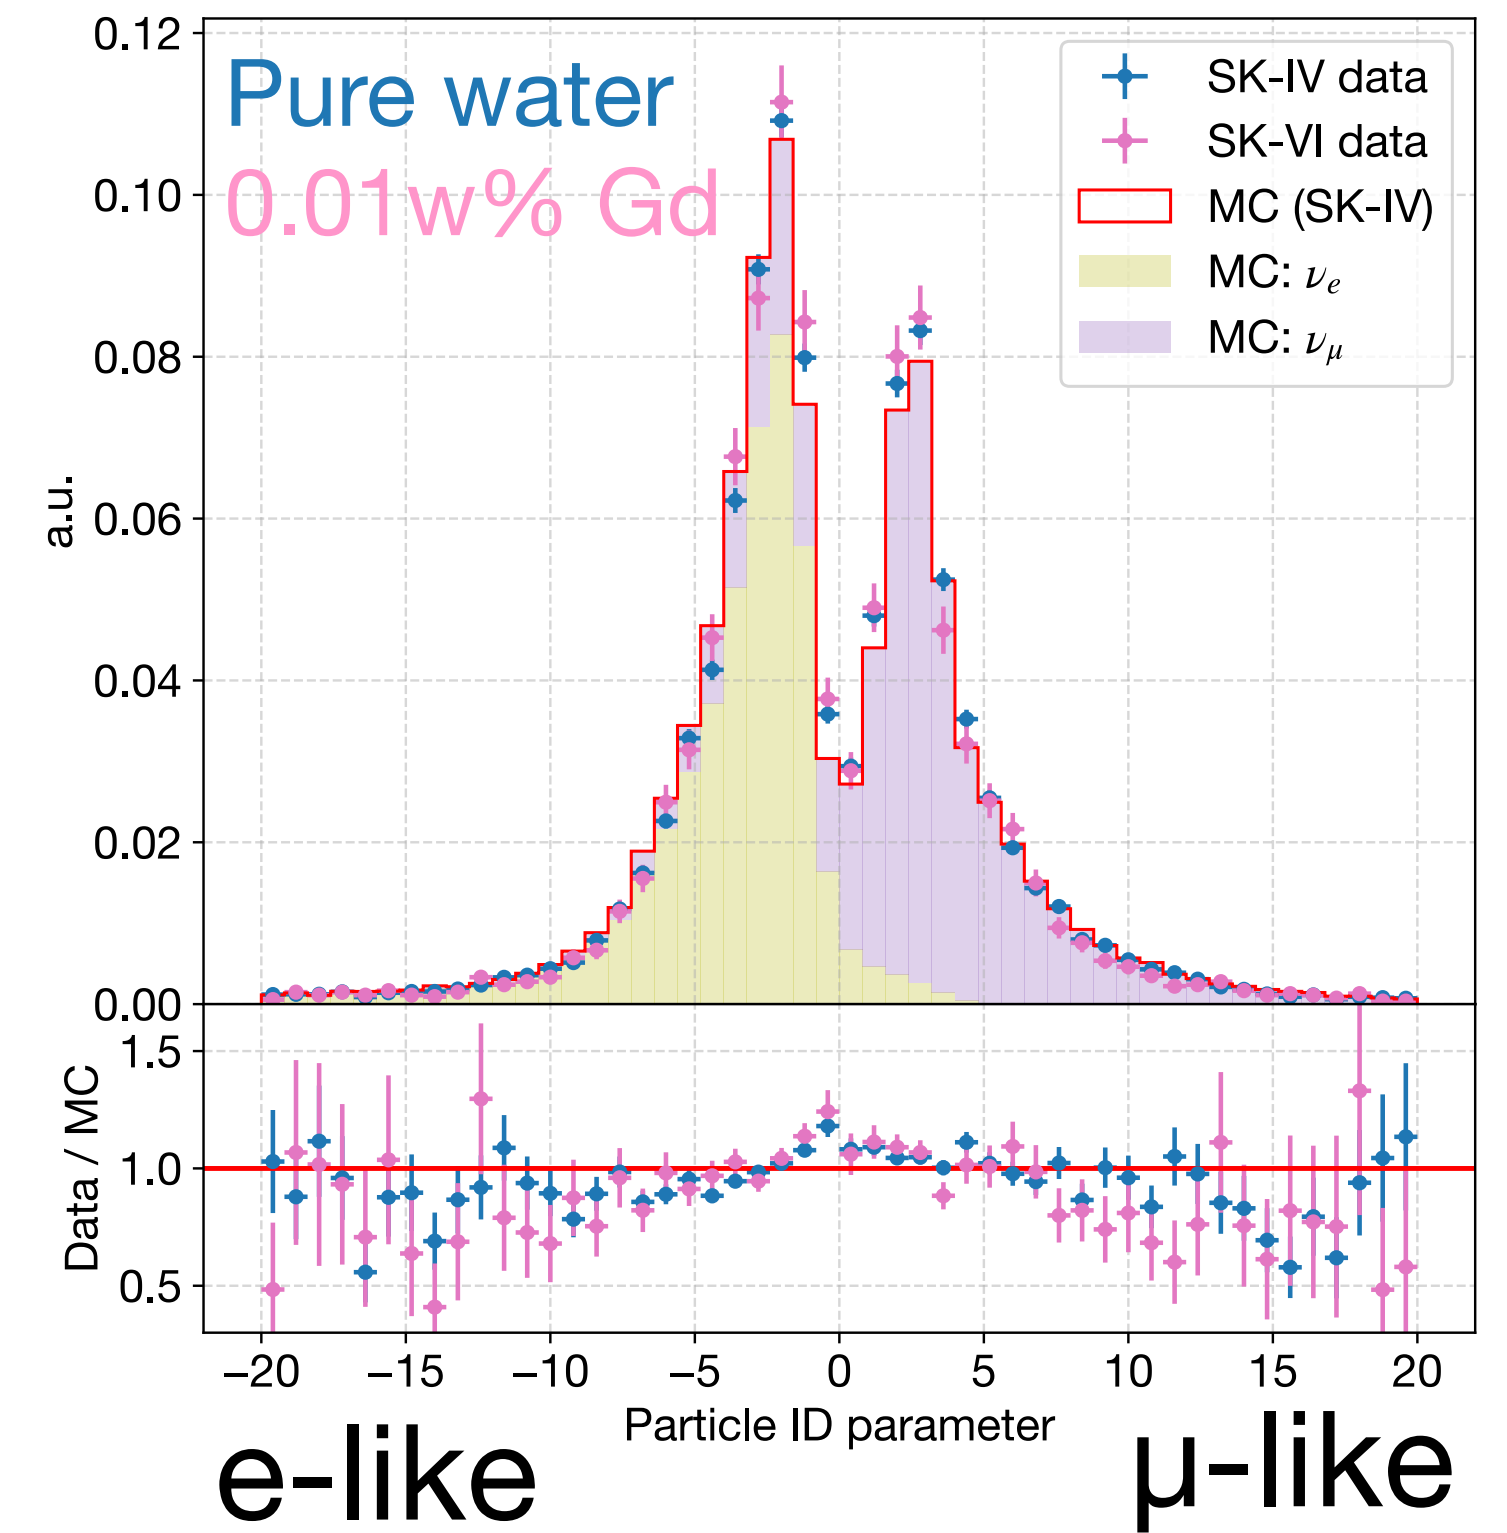 0.12
0.10
0.08
0.06
0.04
0.02
0.00
a.u.
Pure water
0.01w% Gd
SK-IV data
SK-VI data
MC (SK-IV)
MC: νe
MC: νμ
1.5
1.0
0.5
Data / MC
−20 −15 −10 −5 0 5 10 15 20
Particle ID parameter
e-like μ-like